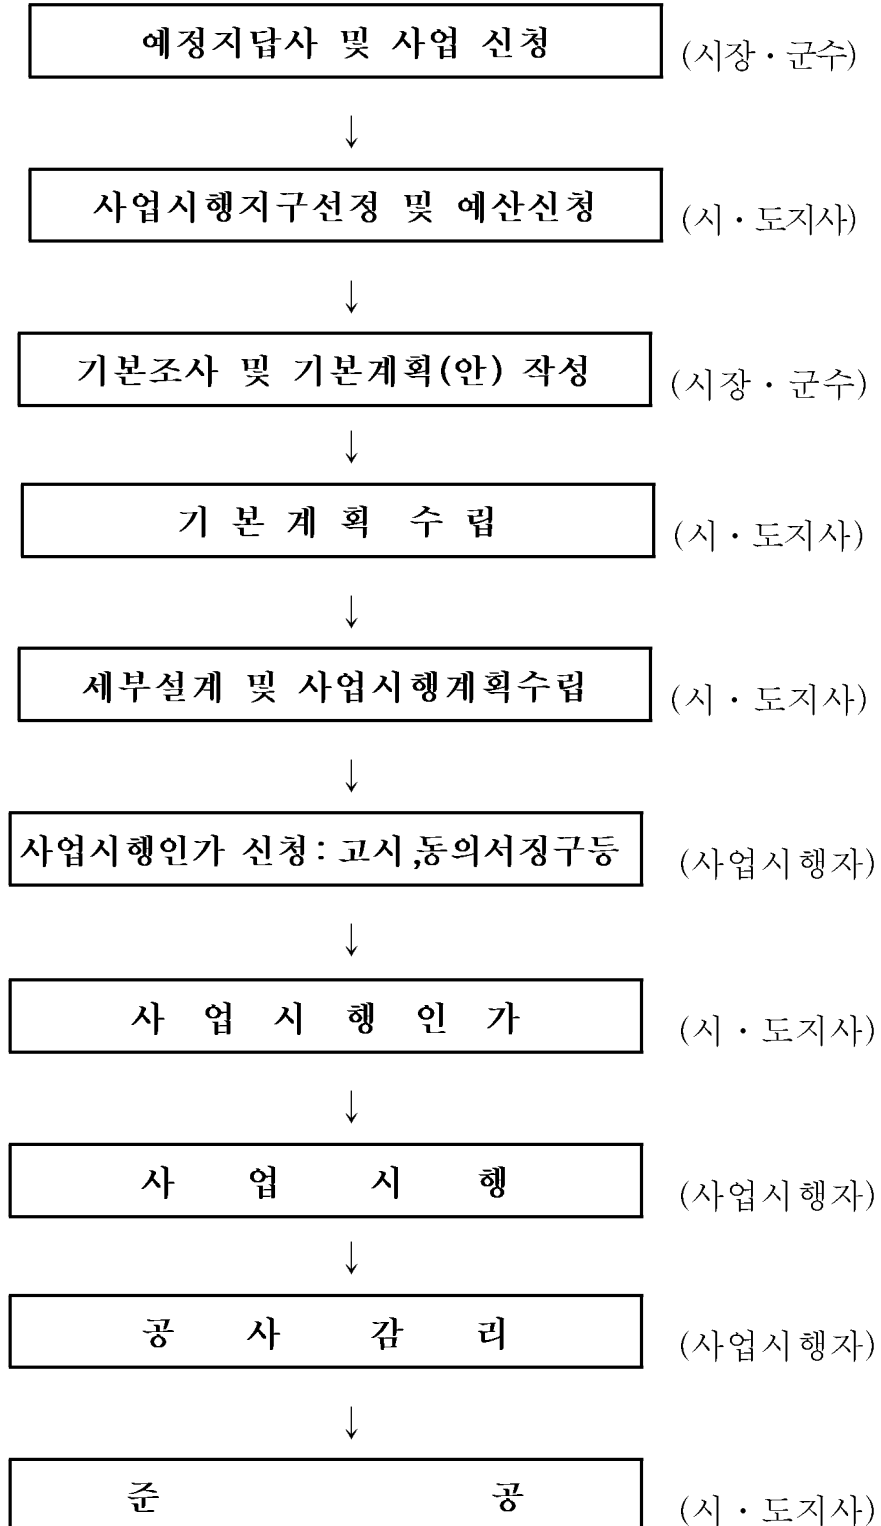 예정지답사 및 사업 신청 (시장·군수)
↓
사업시행지구선정 및 예산신청 (시·도지사)
↓
기본조사 및 기본계획(안) 작성 (시장·군수)
↓
기 본 계 획 수 립 (시·도지사)
↓
세부설계 및 사업시행계획수립 (시·도지사)
↓
사업시행인가 신청: 고시,동의서징구등 (사업시행자)
↓
사 업 시 행 인 가 (시·도지사)
↓
사 업 시 행 (사업시행자)
↓
공 사 감 리 (사업시행자)
↓
준 공 (시·도지사)